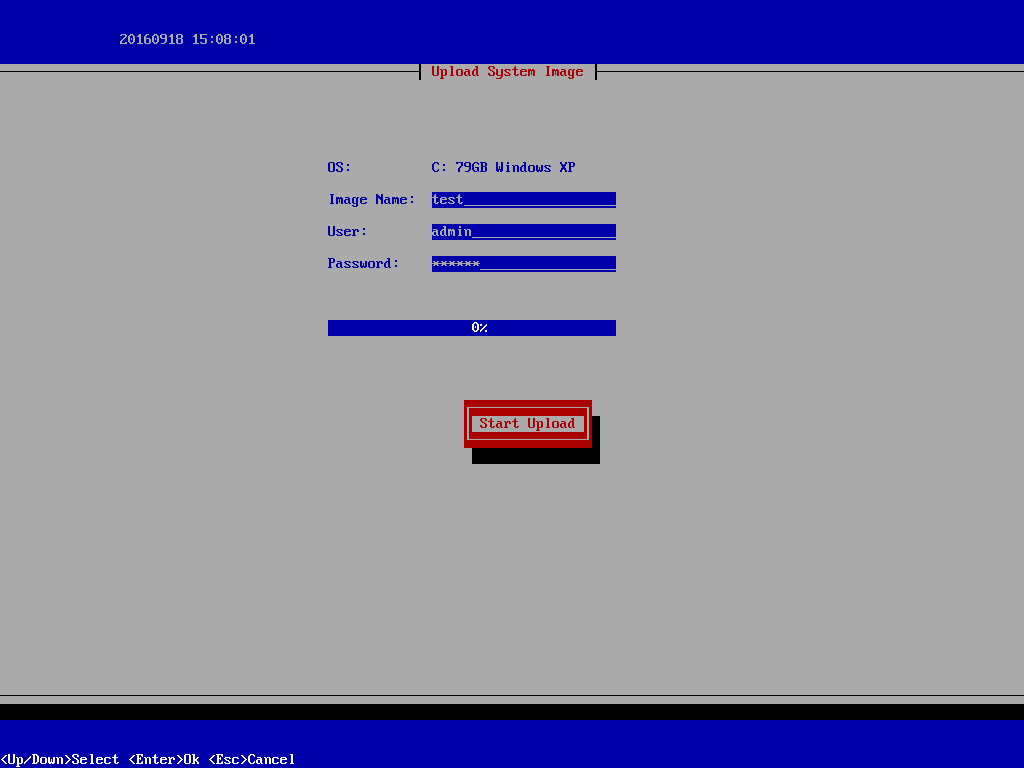 20160918 15:08:01
Upload System Image
OS: C: 79GB Windows XP
Image Name: test
User: admin
Password: ******
0%
Start Upload
<Up/Down>Select <Enter>Ok <Esc>Cancel